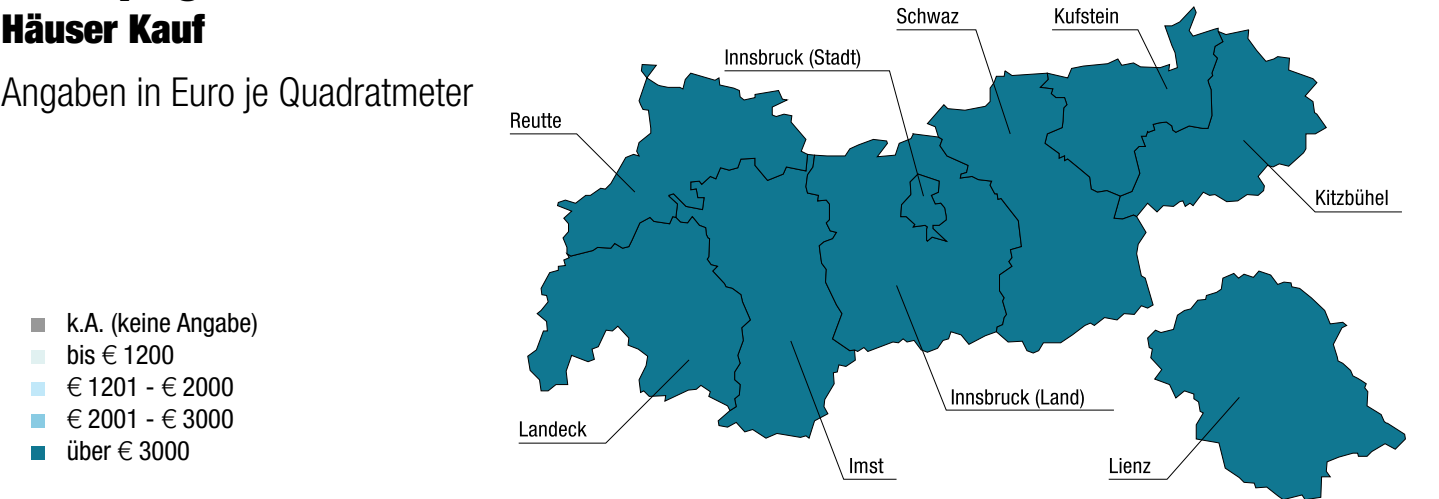 Häuser Kauf
Angaben in Euro je Quadratmeter
Schwaz
Kufstein
Innsbruck (Stadt)
Reutte
Kitzbühel
k.A. (keine Angabe)
bis € 1200
€ 1201 - € 2000
€ 2001 - € 3000
über € 3000
Innsbruck (Land)
Landeck
Imst
Lienz